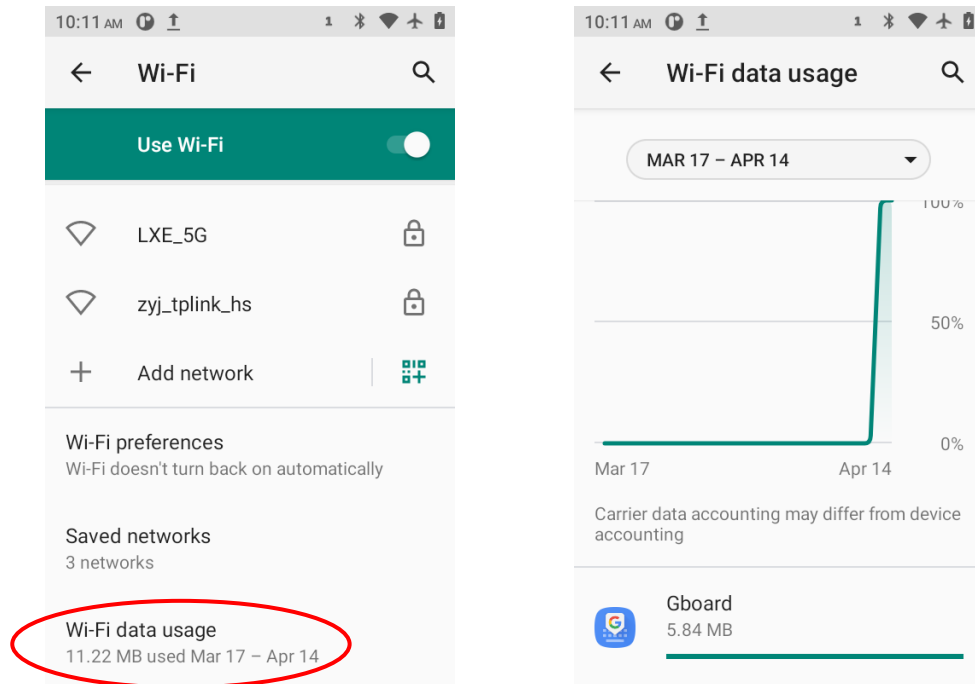 10:11 AM
1
Wi-Fi
Use Wi-Fi
LXE_5G
zyj_tplink_hs
Add network
Wi-Fi preferences
Wi-Fi doesn't turn back on automatically
Saved networks
3 networks
Wi-Fi data usage
11.22 MB used Mar 17 – Apr 14
10:11 AM
1
Wi-Fi data usage
MAR 17 – APR 14
100%
50%
0%
Mar 17 Apr 14
Carrier data accounting may differ from device
accounting
Gboard
5.84 MB